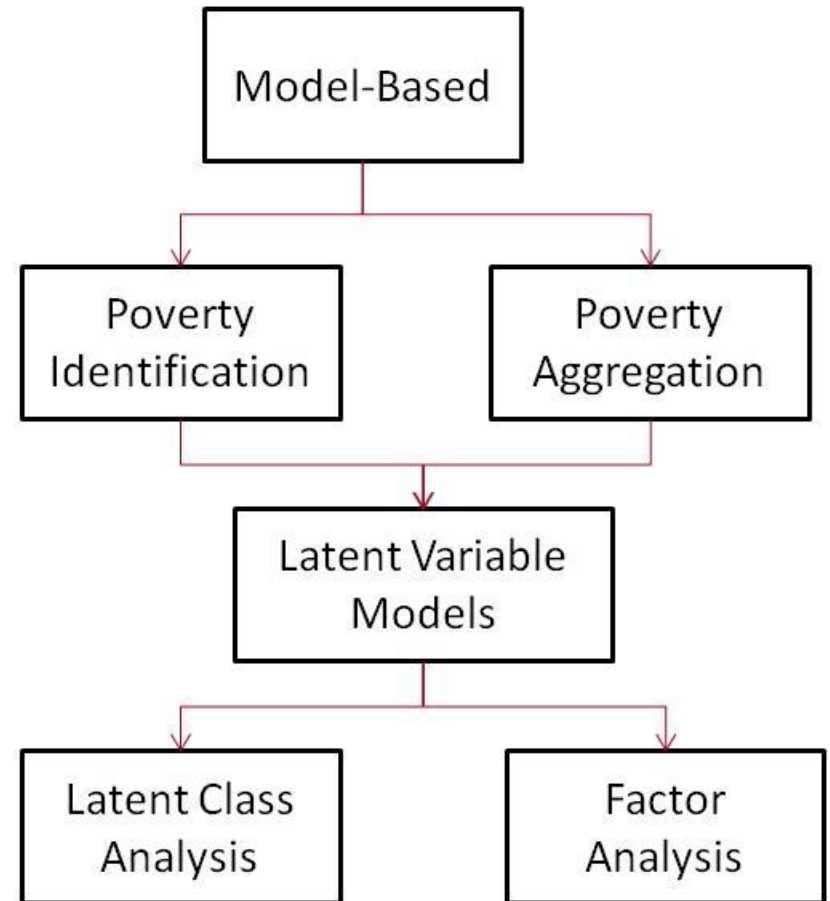 Model-Based
Poverty
Identification
Poverty
Aggregation
Latent Variable
Models
Latent Class
Analysis
Factor
Analysis